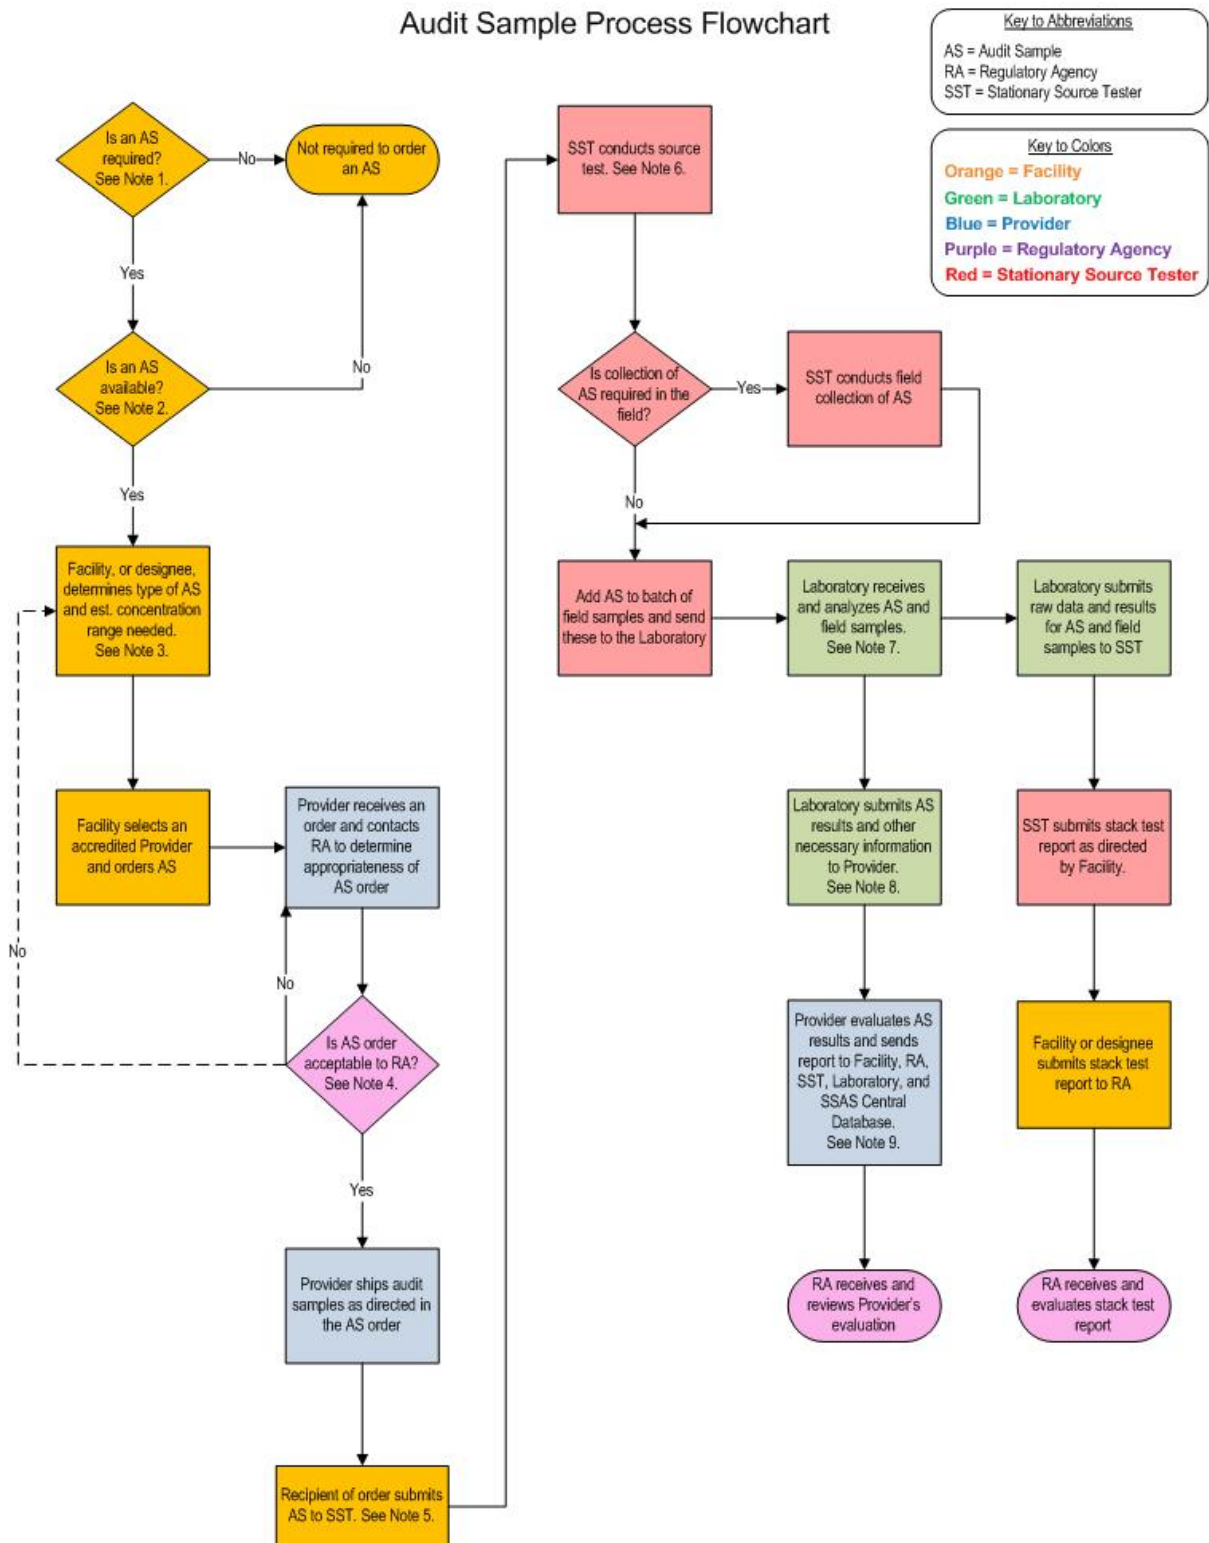 Audit Sample Process Flowchart
Key to Abbreviations
AS = Audit Sample
RA = Regulatory Agency
SST = Stationary Source Tester
Key to Colors
Orange = Facility
Green = Laboratory
Blue = Provider
Purple = Regulatory Agency
Red = Stationary Source Tester
Is an AS
required?
See Note 1.
No
Not required to order
an AS
Yes
Is an AS
available?
See Note 2.
No
Yes
Facility, or designee,
determines type of AS
and est. concentration
range needed.
See Note 3.
Facility selects an
accredited Provider
and orders AS
Provider receives an
order and contacts
RA to determine
appropriateness of
AS order
No
No
Is AS order
acceptable to RA?
See Note 4.
Yes
Provider ships audit
samples as directed in
the AS order
Recipient of order submits
AS to SST. See Note 5.
SST conducts source
test. See Note 6.
Is collection of
AS required in the
field?
Yes
SST conducts field
collection of AS
No
Add AS to batch of
field samples and send
these to the Laboratory
Laboratory receives
and analyzes AS and
field samples.
See Note 7.
Laboratory submits
raw data and results
for AS and field
samples to SST
Laboratory submits AS
results and other
necessary information
to Provider.
See Note 8.
SST submits stack test
report as directed
by Facility.
Provider evaluates AS
results and sends
report to Facility, RA,
SST, Laboratory, and
SSAS Central
Database.
See Note 9.
Facility or designee
submits stack test
report to RA
RA receives and
reviews Provider's
evaluation
RA receives and
evaluates stack test
report